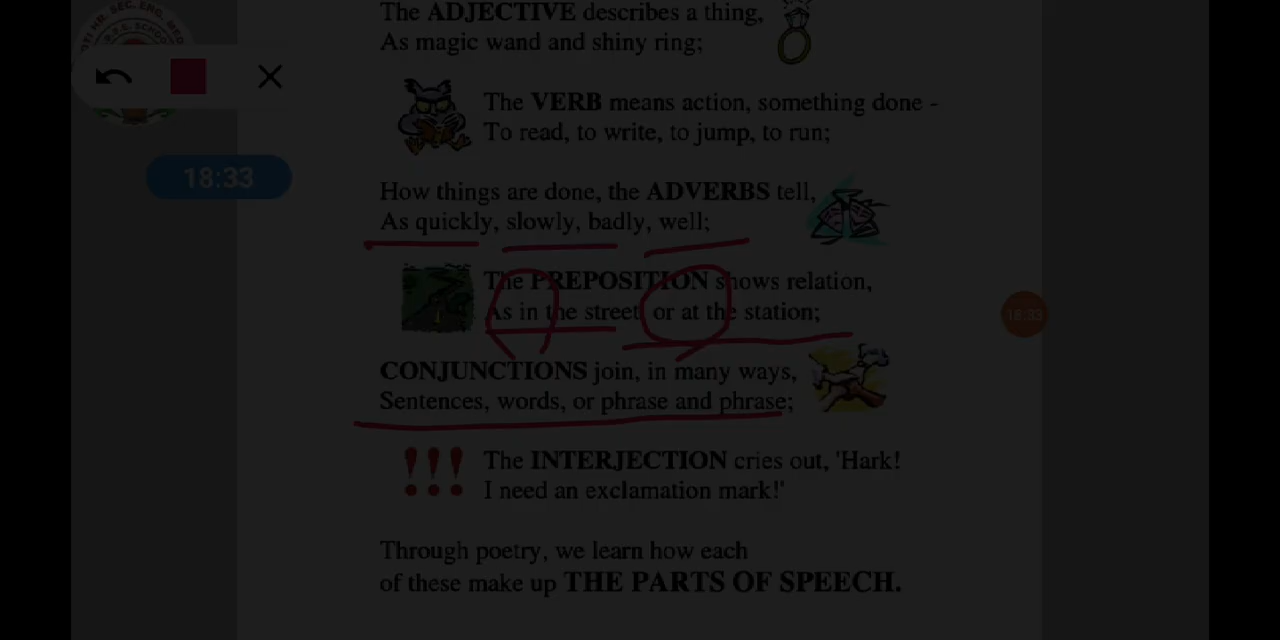 The ADJECTIVE describes a thing,
As magic wand and shiny ring;
The VERB means action, something done -
To read, to write, to jump, to run;
18:33
How things are done, the ADVERBS tell,
As quickly, slowly, badly, well;
The PREPOSITION shows relation,
As in the street or at the station;
18:33
CONJUNCTIONS join, in many ways,
Sentences, words, or phrase and phrase;
The INTERJECTION cries out, 'Hark!
I need an exclamation mark!'
Through poetry, we learn how each
of these make up THE PARTS OF SPEECH.